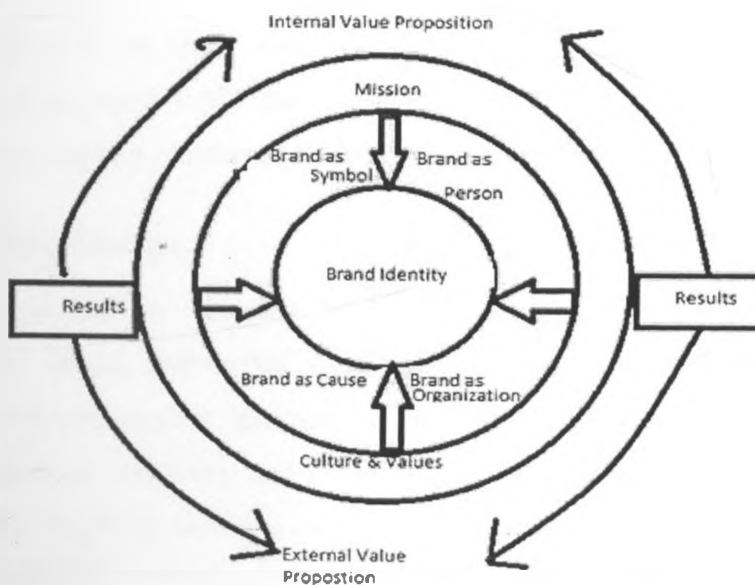 Internal Value Proposition
Mission
Brand as
Symbol
Brand as
Person
Brand Identity
Results
Results
Brand as Cause
Brand as
Organization
Culture & Values
External Value
Propostion